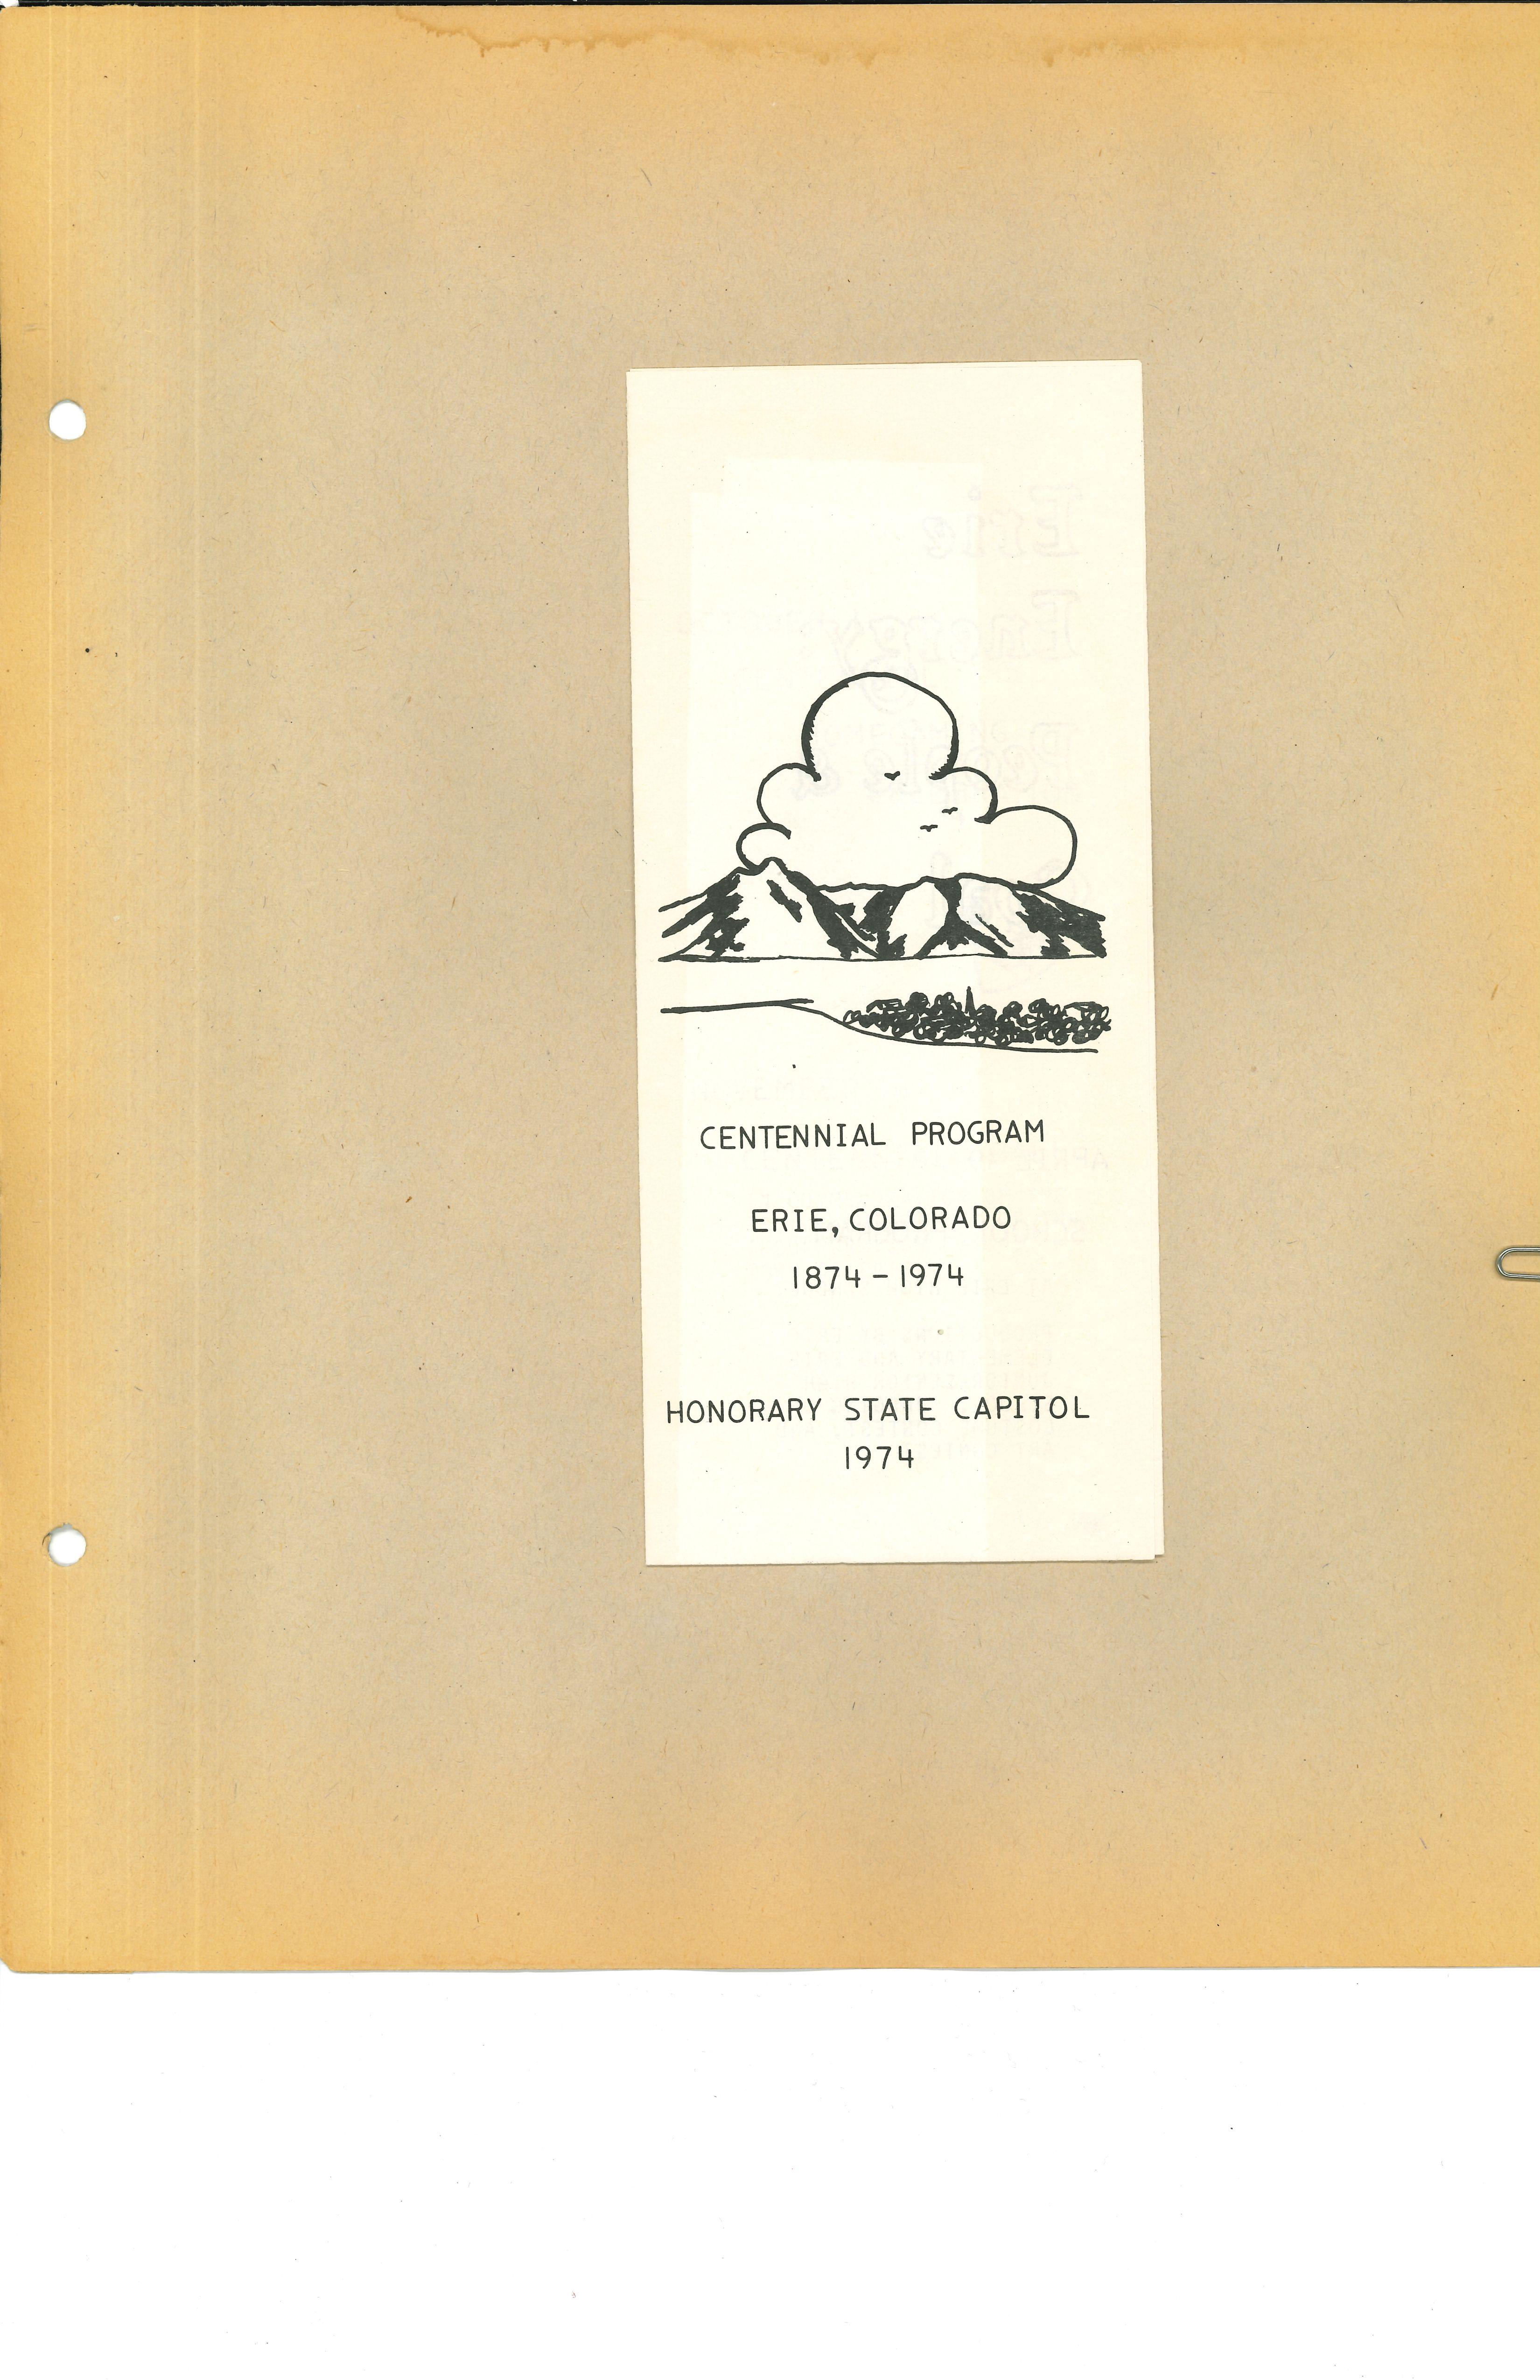 CENTENNIAL PROGRAM
ERIE, COLORADO
1874-1974
HONORARY STATE CAPITOL
1974